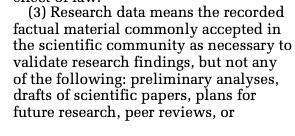 effect of law.
(3) Research data means the recorded
factual material commonly accepted in
the scientific community as necessary to
validate research findings, but not any
of the following: preliminary analyses,
drafts of scientific papers, plans for
future research, peer reviews, or